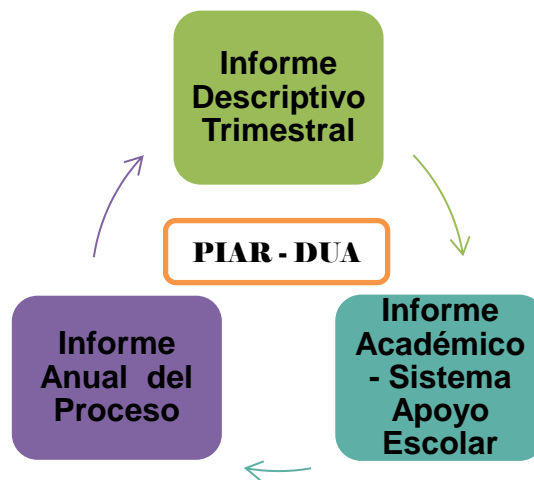 Informe
Descriptivo
Trimestral
PIAR - DUA
Informe
Académico
- Sistema
Apoyo
Escolar
Informe
Anual del
Proceso